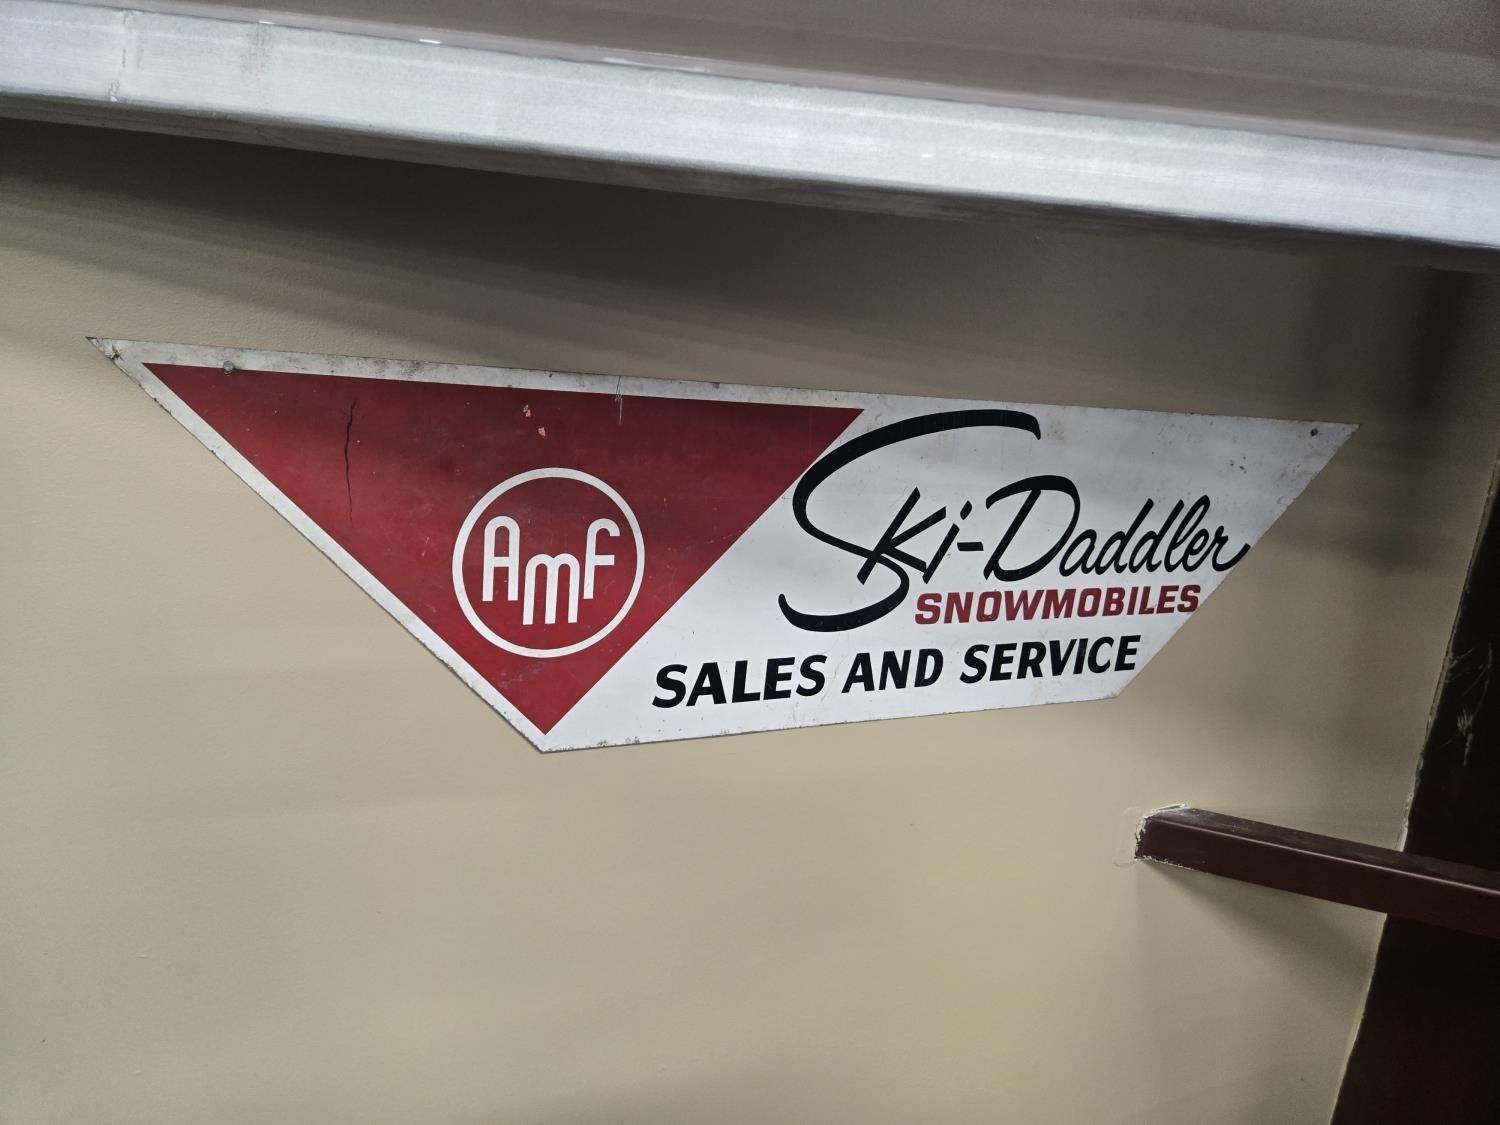 AMF
Ski-Daddler
SNOWMOBILES
SALES AND SERVICE